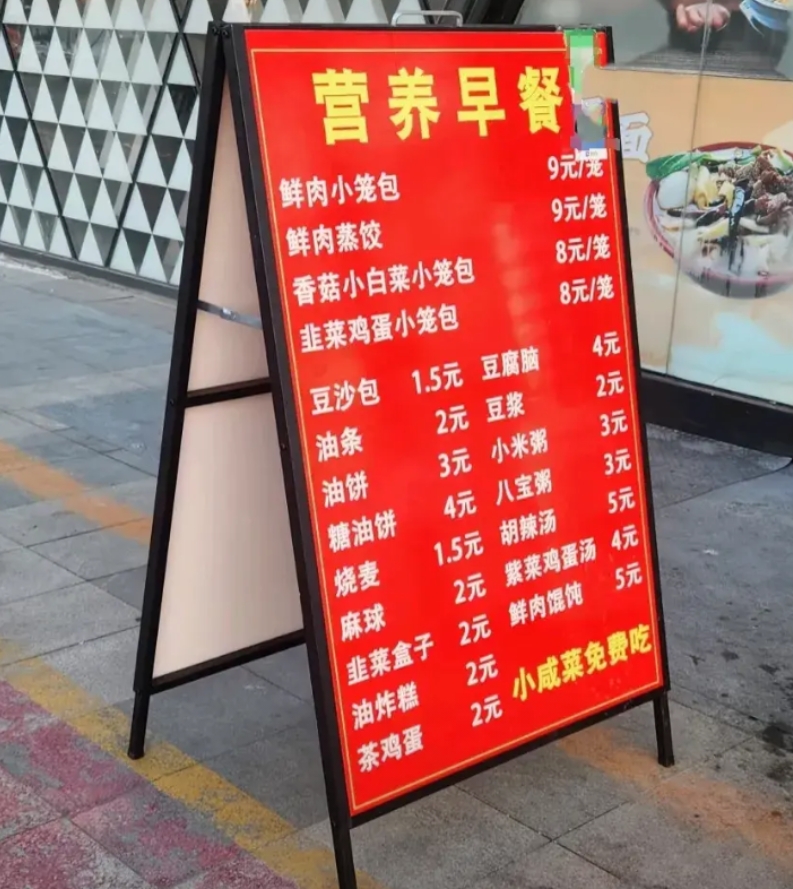 营养早餐
鲜肉小笼包 9元/笼
鲜肉蒸饺 9元/笼
香菇小白菜小笼包 8元/笼
韭菜鸡蛋小笼包 8元/笼
豆沙包 1.5元 豆腐脑 4元
油条 2元 豆浆 2元
油饼 3元 小米粥 3元
糖油饼 4元 八宝粥 3元
烧麦 1.5元 胡辣汤 5元
麻球 2元 紫菜鸡蛋汤 4元
韭菜盒子 2元 鲜肉馄饨 5元
油炸糕 2元
茶鸡蛋 2元
小咸菜免费吃
面